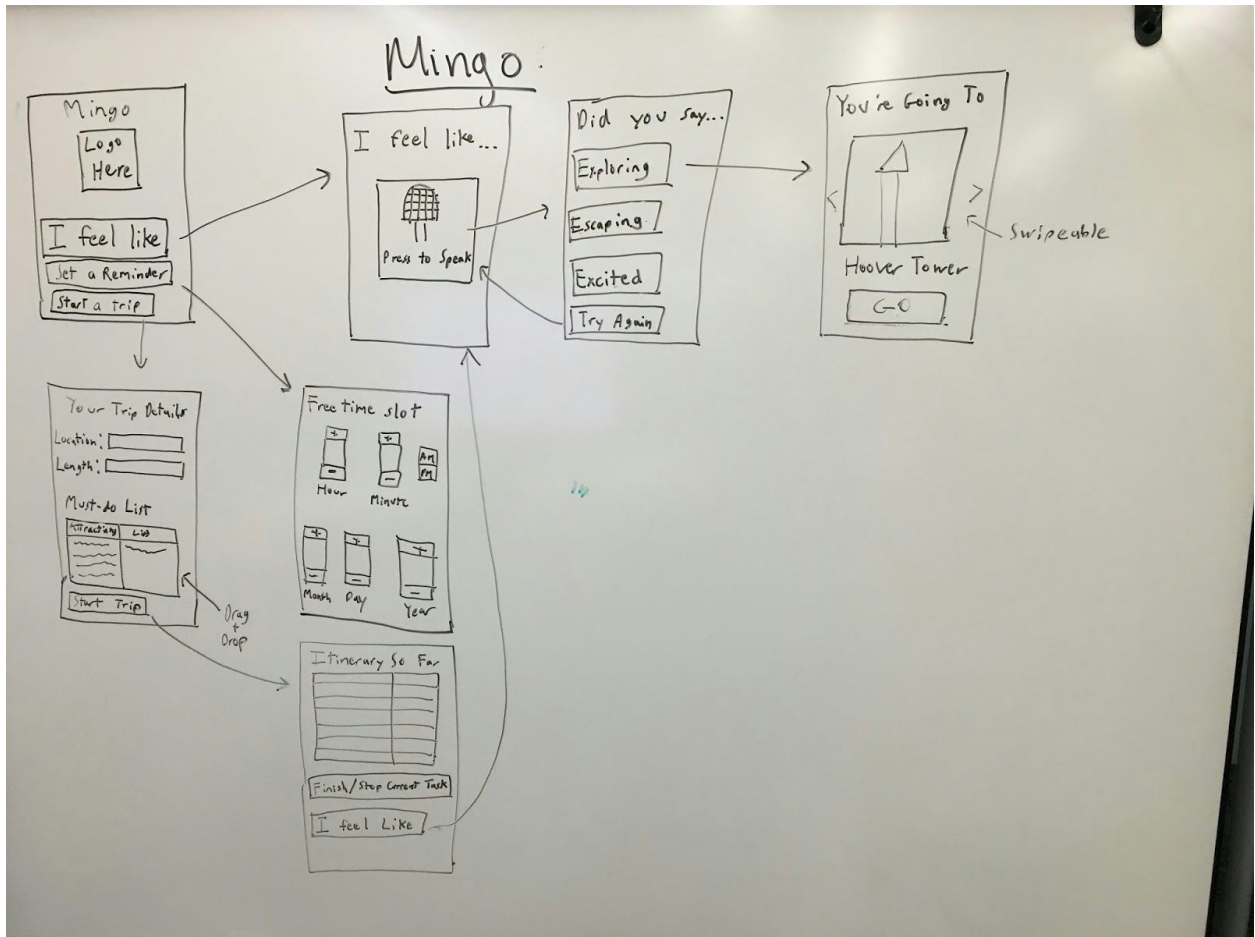 Mingo
Mingo
Logo
Here
I feel like
Set a Reminder
Start a trip
I feel like...
Press to Speak
Did you say...
Exploring
Escaping
Excited
Try Again
You're Going To
<
>
Swipeable
Hoover Tower
GO
Your Trip Details
Location:
Length:
Must-do List
Attractions List
Start Trip
Drag
+
Drop
Free time slot
+ +
AM
PM
- -
Hour
Minute
+ + +
- - -
Month Day Year
Itinerary So Far
Finish/Stop Current Task
I feel Like